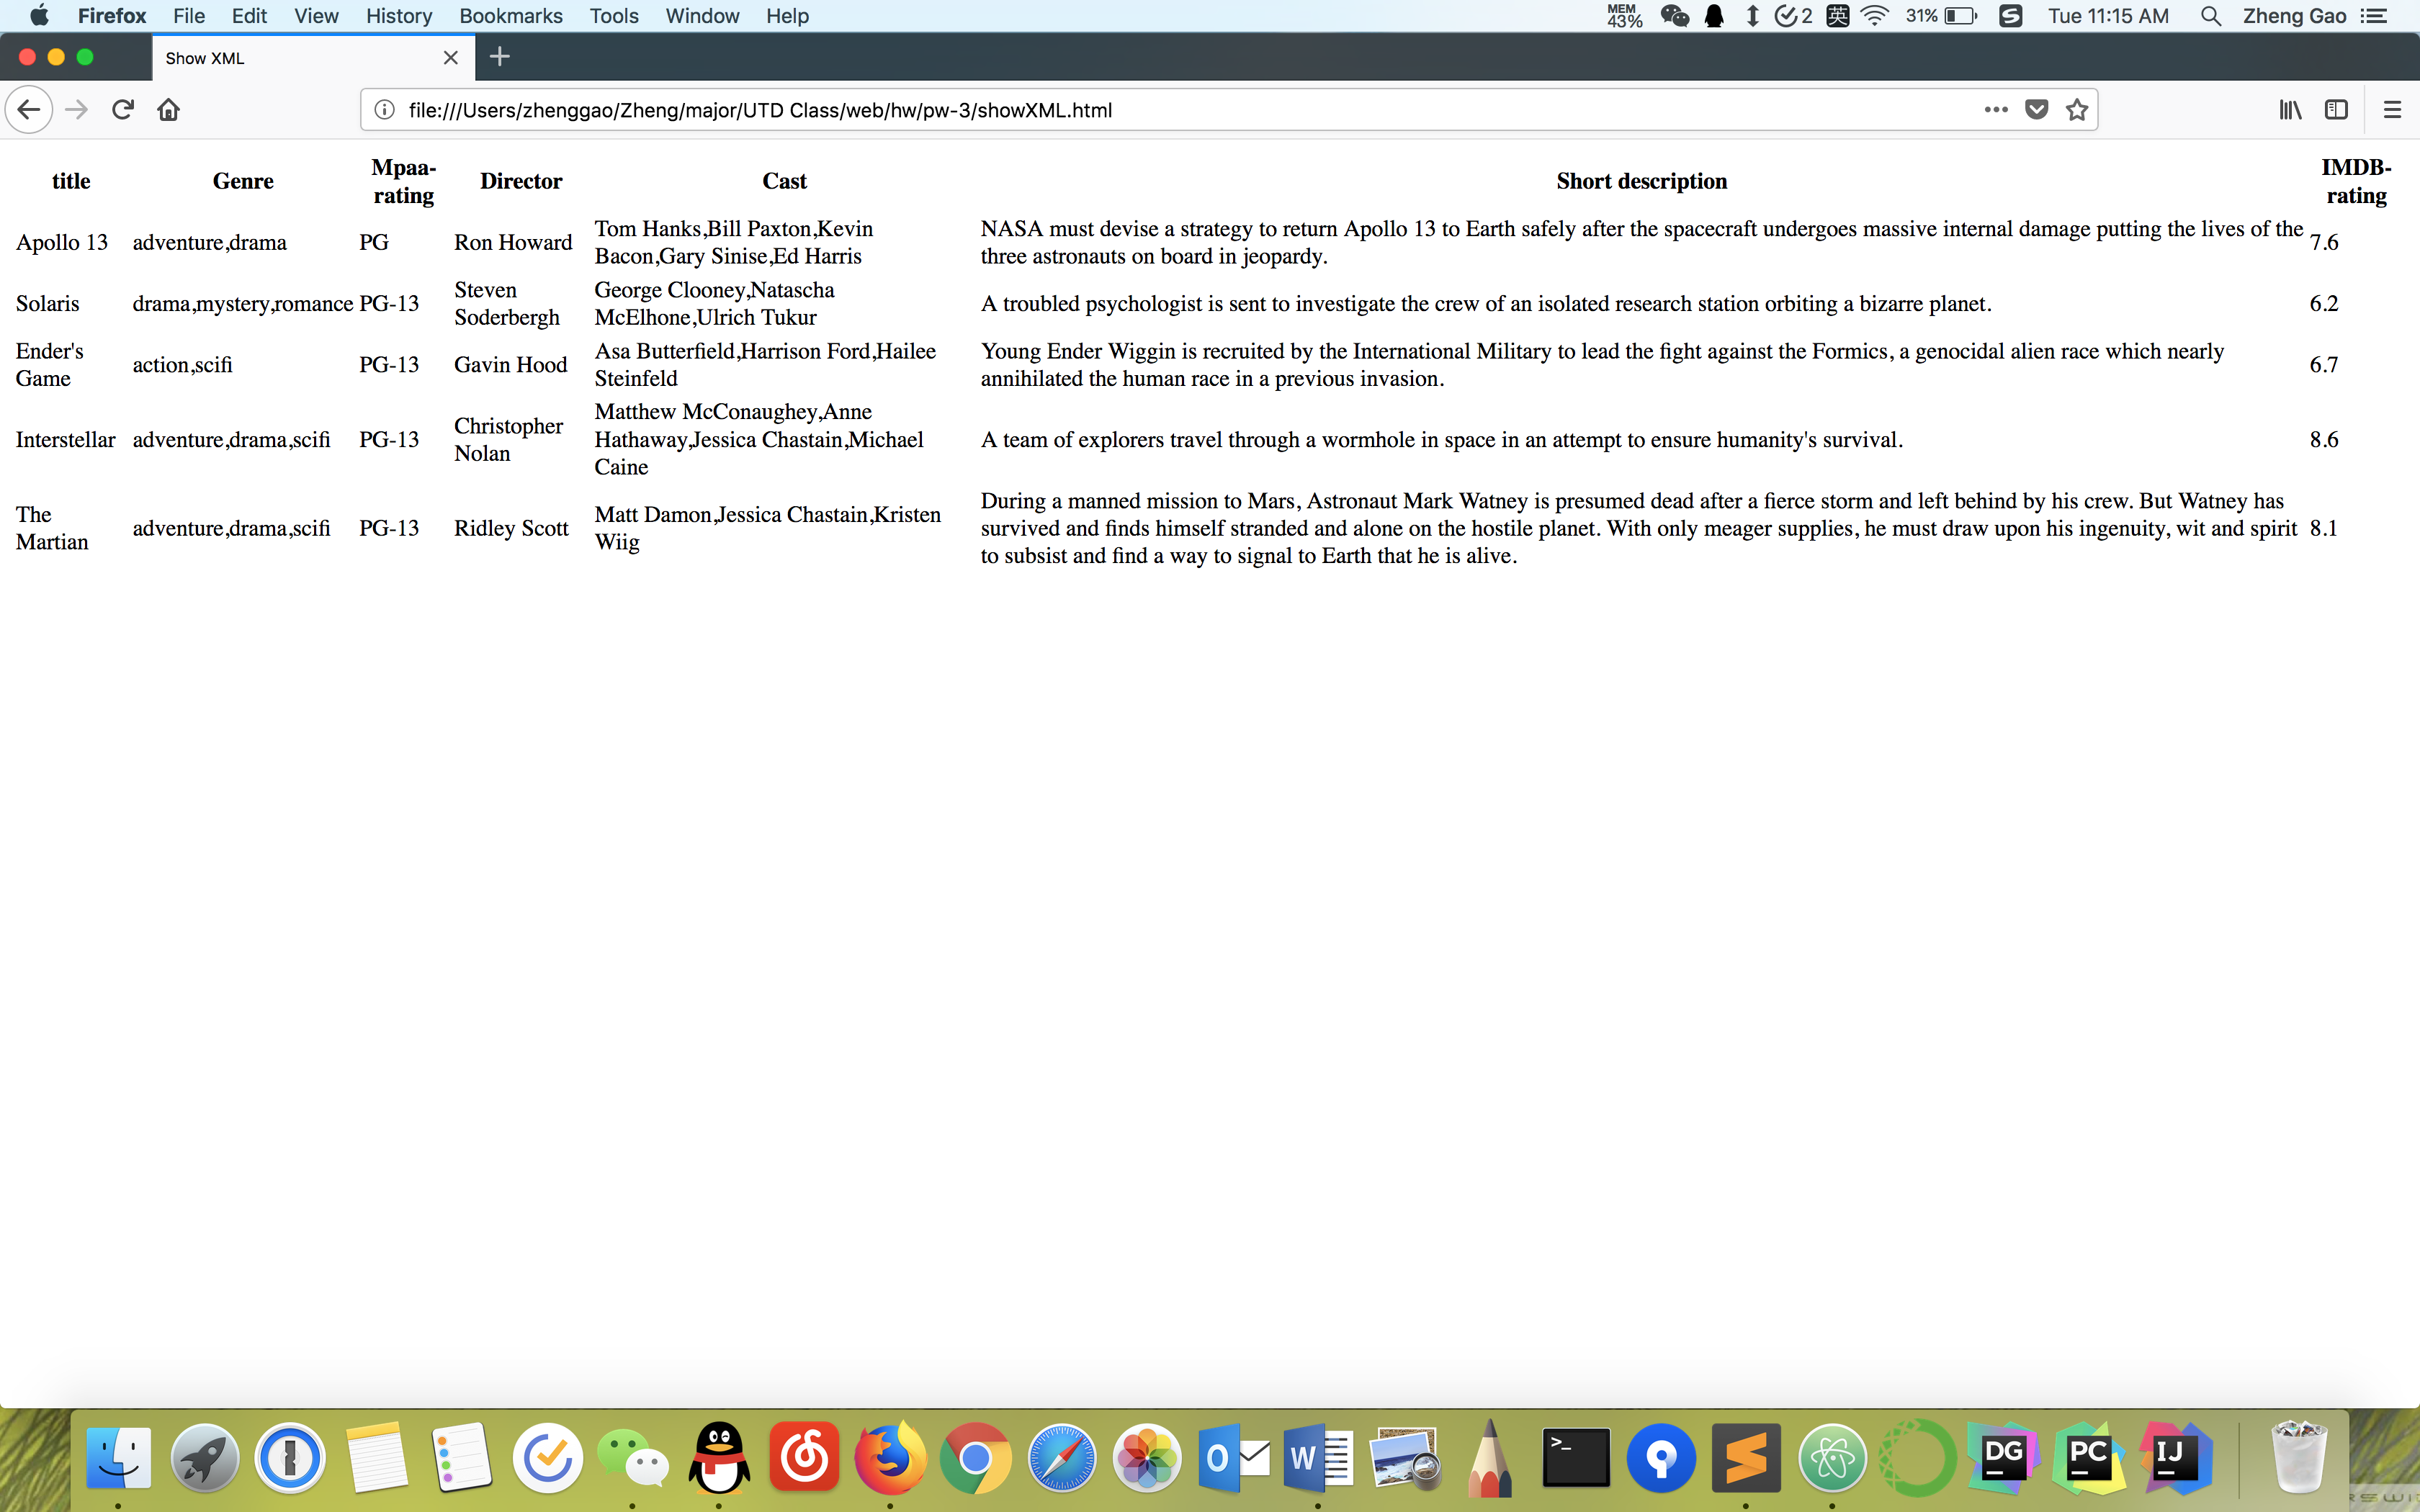 Firefox File Edit View History Bookmarks Tools Window Help MEM 43% 2 英 31% S Tue 11:15 AM Zheng Gao
Show XML
file:///Users/zhenggao/Zheng/major/UTD Class/web/hw/pw-3/showXML.html
title Genre Mpaa-rating Director Cast Short description IMDB-rating
Apollo 13 adventure,drama PG Ron Howard Tom Hanks,Bill Paxton,Kevin
Bacon,Gary Sinise,Ed Harris NASA must devise a strategy to return Apollo 13 to Earth safely after the spacecraft undergoes massive internal damage putting the lives of the
three astronauts on board in jeopardy. 7.6
Solaris drama,mystery,romance PG-13 Steven
Soderbergh George Clooney,Natascha
McElhone,Ulrich Tukur A troubled psychologist is sent to investigate the crew of an isolated research station orbiting a bizarre planet. 6.2
Ender's
Game action,scifi PG-13 Gavin Hood Asa Butterfield,Harrison Ford,Hailee
Steinfeld Young Ender Wiggin is recruited by the International Military to lead the fight against the Formics, a genocidal alien race which nearly
annihilated the human race in a previous invasion. 6.7
Interstellar adventure,drama,scifi PG-13 Christopher
Nolan Matthew McConaughey,Anne
Hathaway,Jessica Chastain,Michael
Caine A team of explorers travel through a wormhole in space in an attempt to ensure humanity's survival. 8.6
The
Martian adventure,drama,scifi PG-13 Ridley Scott Matt Damon,Jessica Chastain,Kristen
Wiig During a manned mission to Mars, Astronaut Mark Watney is presumed dead after a fierce storm and left behind by his crew. But Watney has
survived and finds himself stranded and alone on the hostile planet. With only meager supplies, he must draw upon his ingenuity, wit and spirit
to subsist and find a way to signal to Earth that he is alive. 8.1
O W >_ DG PC IJ